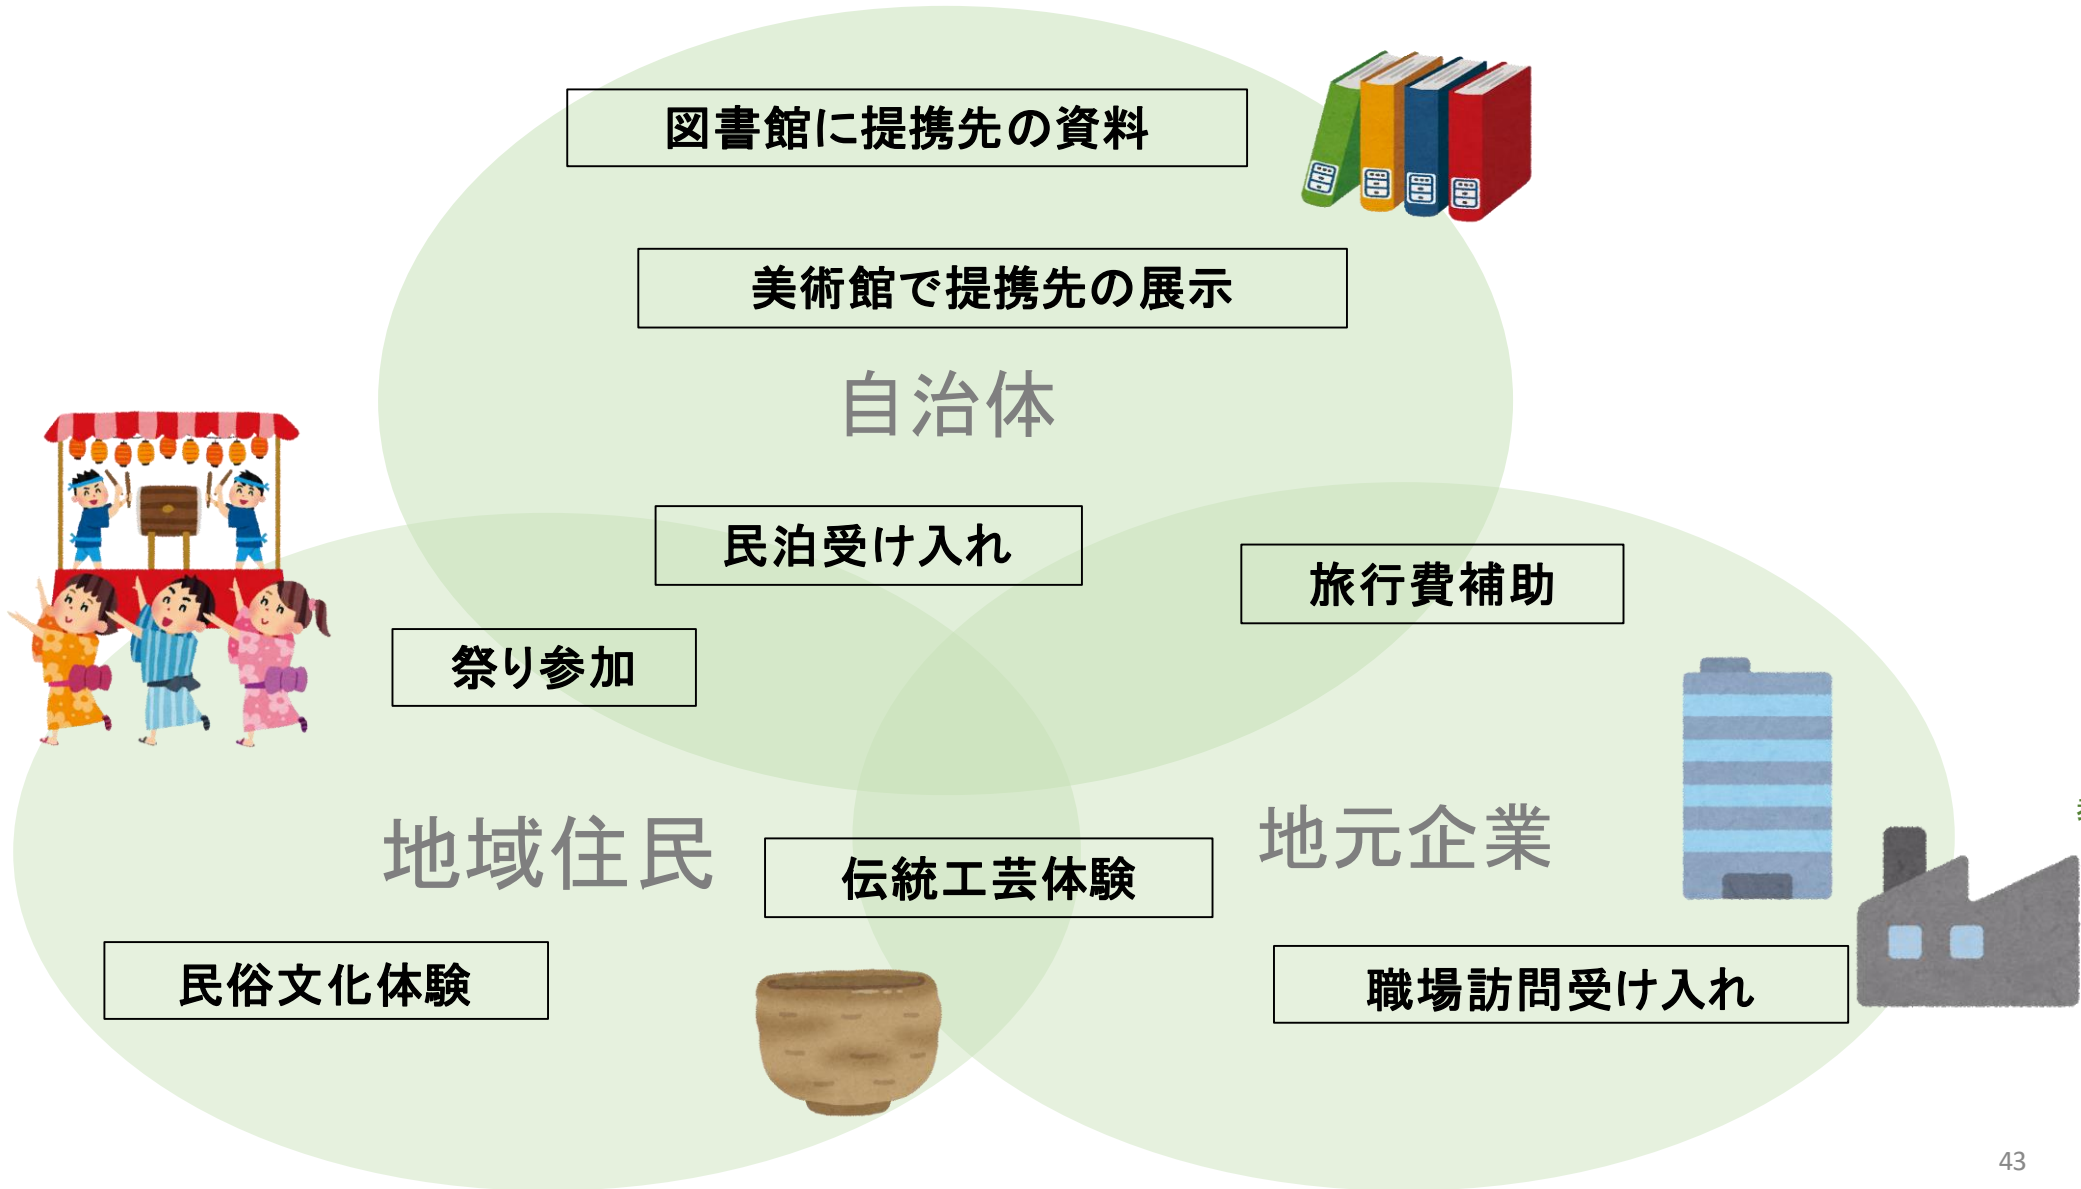 図書館に提携先の資料
美術館で提携先の展示
自治体
民泊受け入れ
旅行費補助
祭り参加
地域住民
地元企業
伝統工芸体験
民俗文化体験
職場訪問受け入れ
43